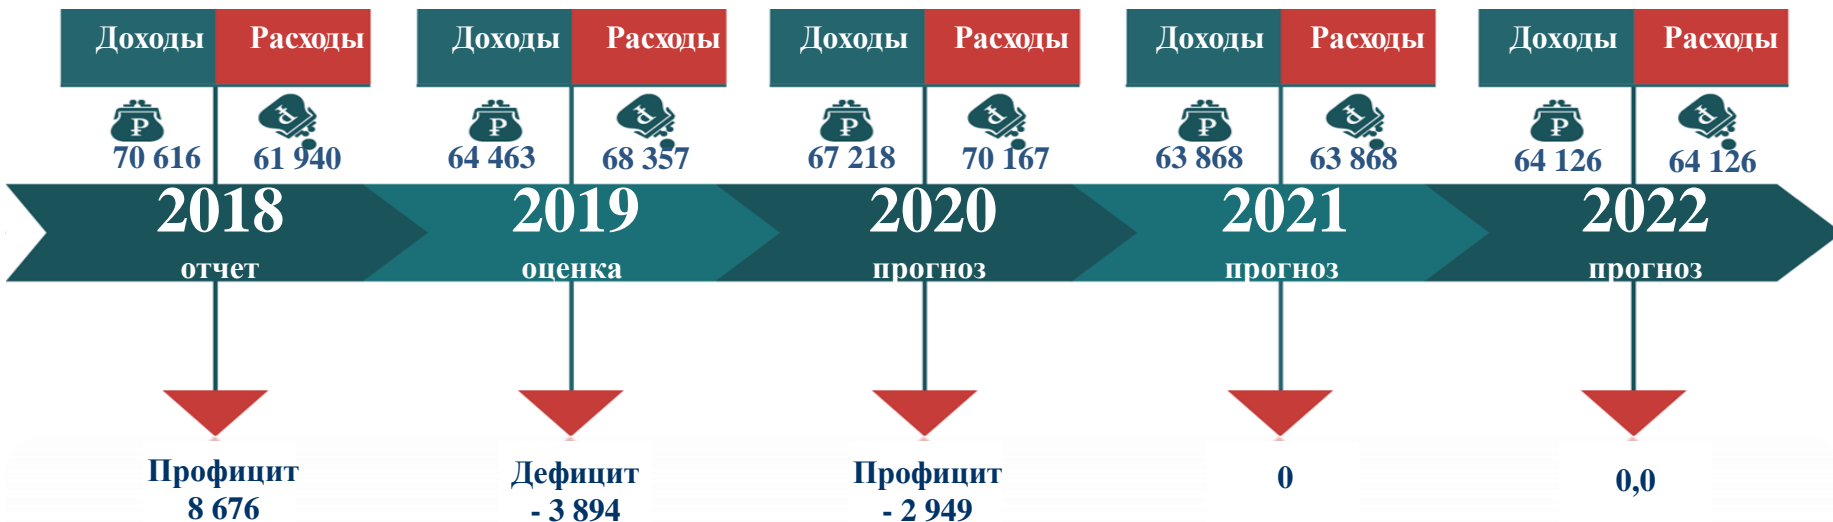 Доходы Расходы Доходы Расходы Доходы Расходы Доходы Расходы Доходы Расходы
70 616 61 940 64 463 68 357 67 218 70 167 63 868 63 868 64 126 64 126
2018 2019 2020 2021 2022
отчет оценка прогноз прогноз прогноз
Профицит Дефицит Профицит 0 0,0
8 676 - 3 894 - 2 949